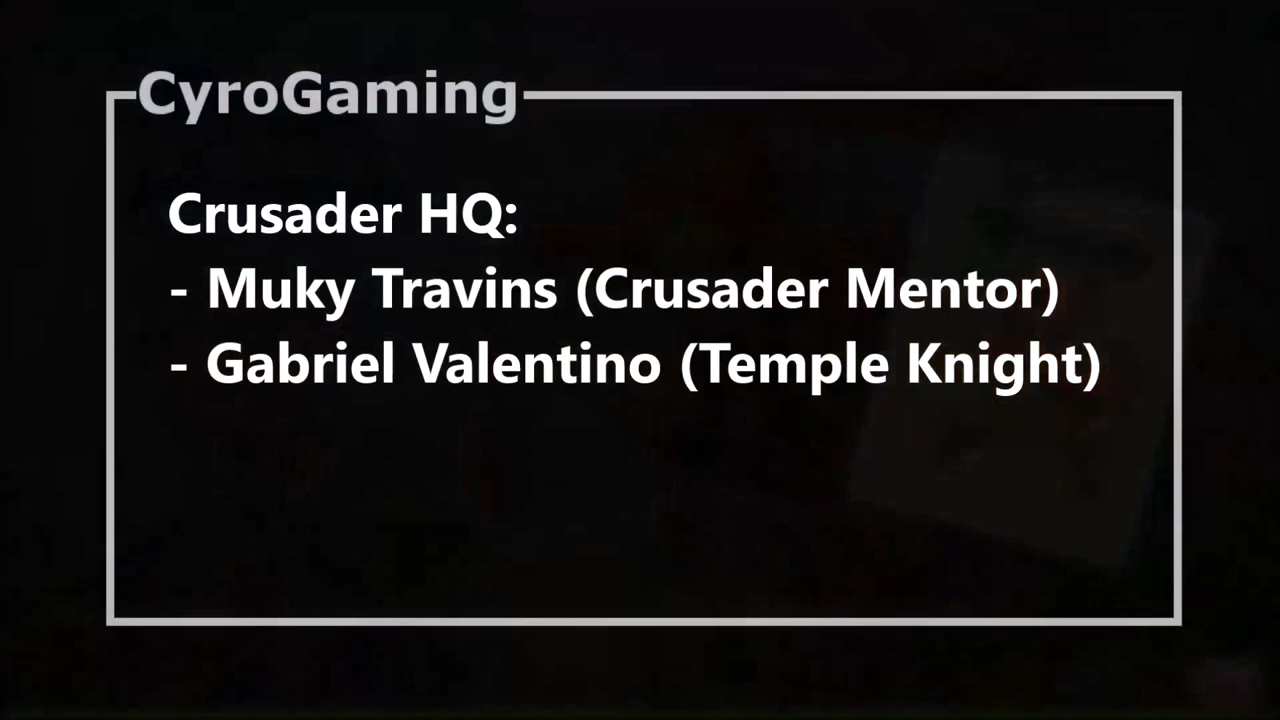 CyroGaming
Crusader HQ:
- Muky Travins (Crusader Mentor)
- Gabriel Valentino (Temple Knight)